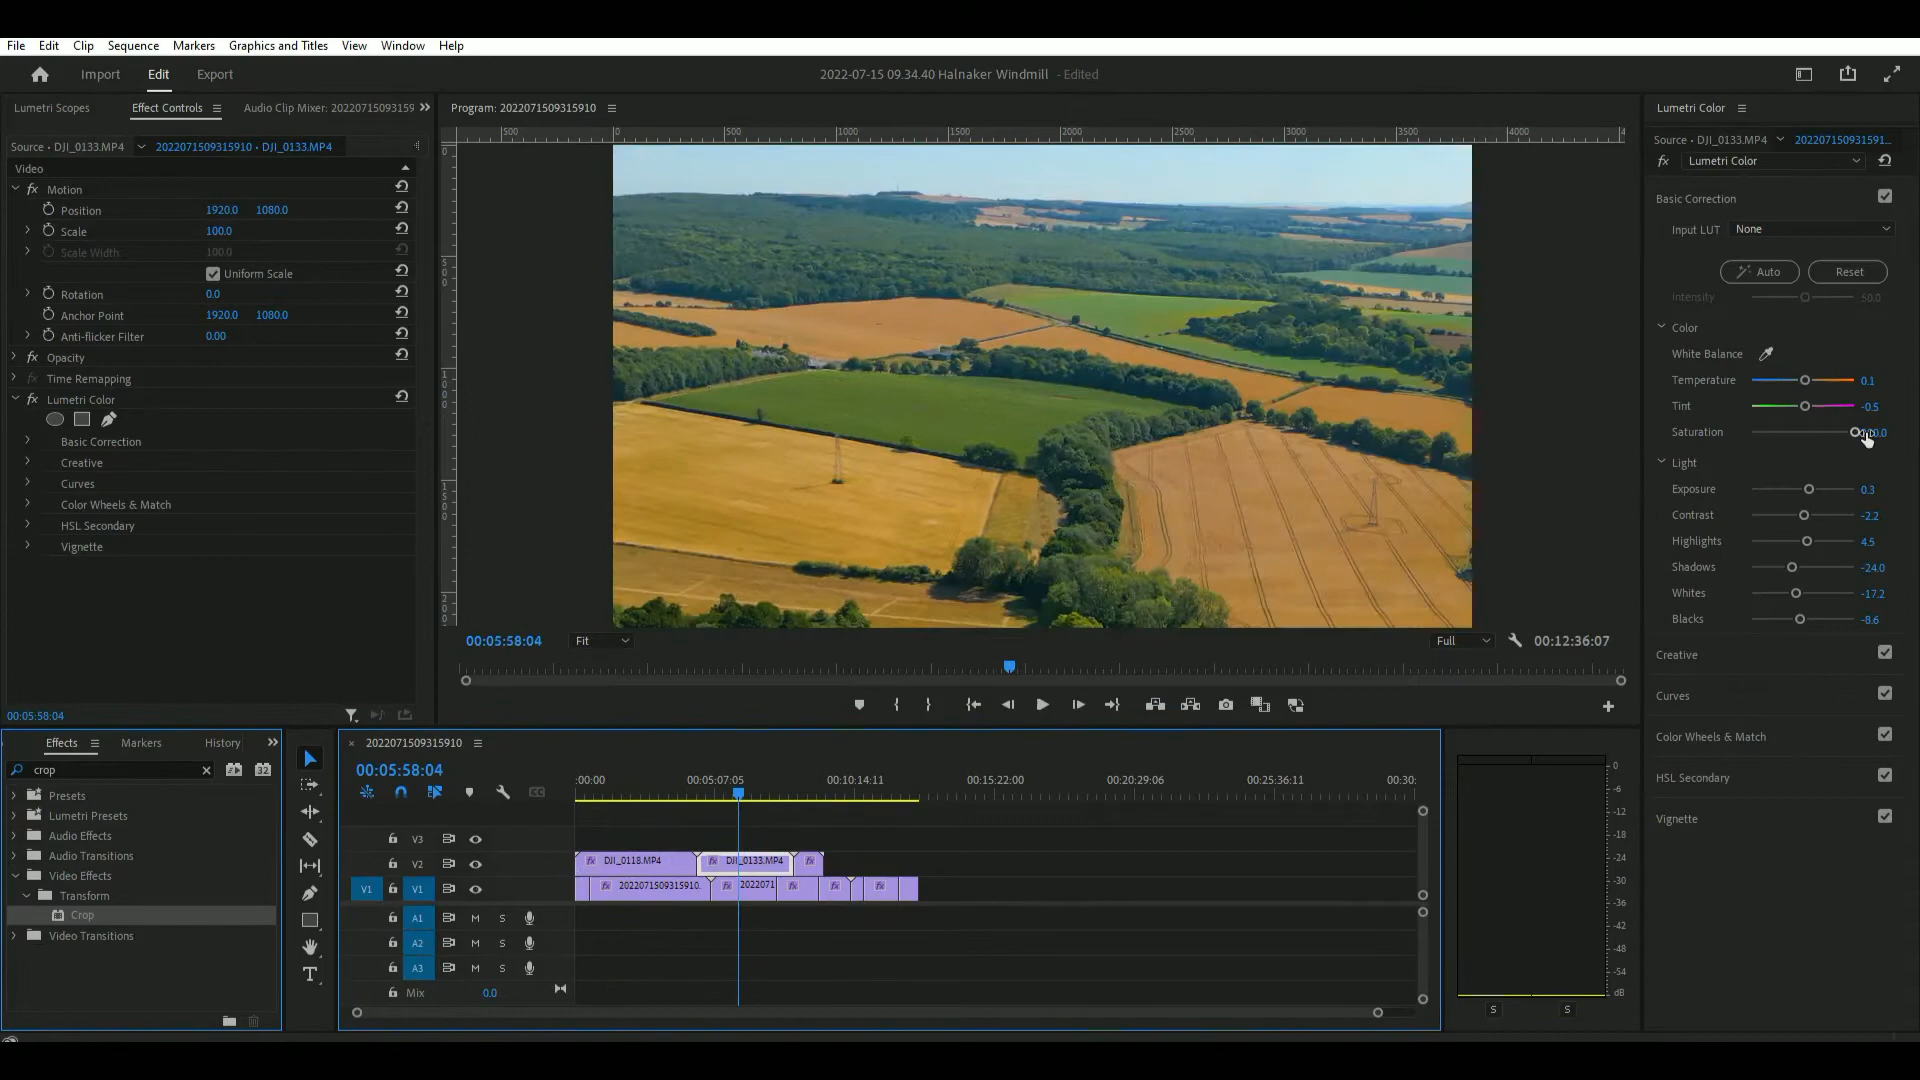 File Edit Clip Sequence Markers Graphics and Titles View Window Help
Import Edit Export 2022-07-15 09.34.40 Halnaker Windmill - Edited
Lumetri Scopes Effect Controls Audio Clip Mixer: 20220715093159
Program: 2022071509315910
Lumetri Color
Source • DJI_0133.MP4 2022071509315910 • DJI_0133.MP4
Video
Motion
Position 1920.0 1080.0
Scale 100.0
Scale Width 100.0
Uniform Scale
Rotation 0.0
Anchor Point 1920.0 1080.0
Anti-flicker Filter 0.00
Opacity
Time Remapping
fx Lumetri Color
Basic Correction
Creative
Curves
Color Wheels & Match
HSL Secondary
Vignette
00:05:58:04
500 0 500 1000 1500 2000 2500 3000 3500 4000
00:05:58:04 Fit Full 00:12:36:07
Source • DJI_0133.MP4 202207150931591...
fx Lumetri Color
Basic Correction
Input LUT None
Auto Reset
Intensity 50.0
Color
White Balance
Temperature 0.1
Tint -0.5
Saturation
Light
Exposure 0.3
Contrast -2.2
Highlights 4.5
Shadows -24.0
Whites -17.2
Blacks -8.6
Creative
Curves
Color Wheels & Match
HSL Secondary
Vignette
Effects Markers History
crop
Presets
Lumetri Presets
Audio Effects
Audio Transitions
Video Effects
Transform
Crop
Video Transitions
2022071509315910
00:05:58:04
:00:00 00:05:07:05 00:10:14:11 00:15:22:00 00:20:29:06 00:25:36:11 00:30:
V3
V2 fx DJI_0118.MP4 fx DJI_0133.MP4 fx
V1 V1 fx 2022071509315910. fx 2022071 fx fx fx
A1 M S
A2 M S
A3 M S
Mix 0.0
0
-6
-12
-18
-24
-30
-36
-42
-48
-54
dB
S S